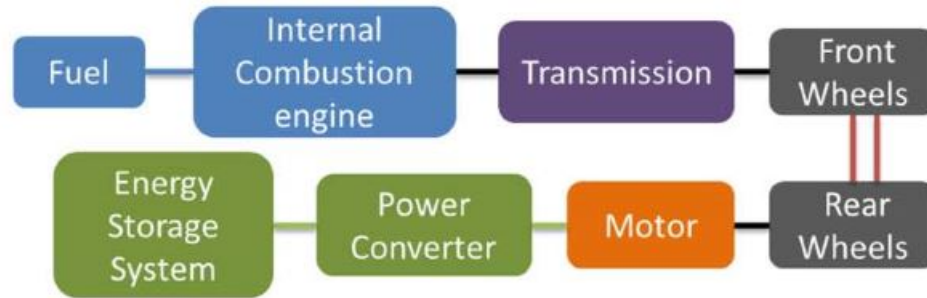 Fuel
Internal
Combustion
engine
Transmission
Front
Wheels
Energy
Storage
System
Power
Converter
Motor
Rear
Wheels